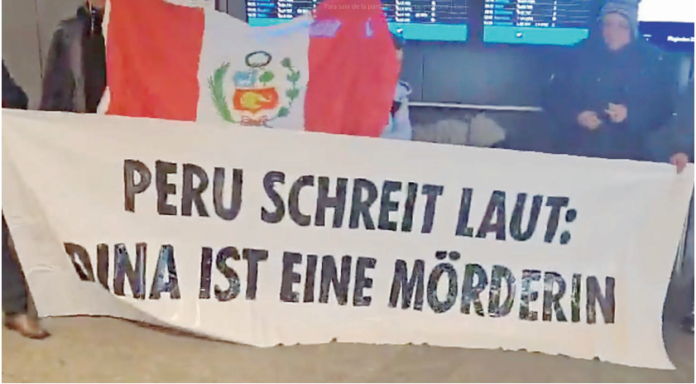 PERU SCHREIT LAUT:
DINA IST EINE MÖRDERIN